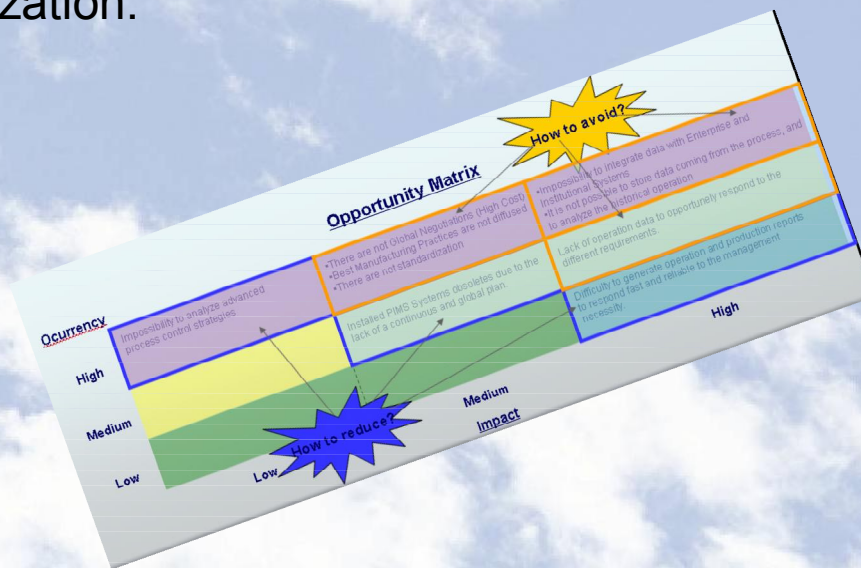 zation.
Opportunity Matrix
How to avoid?
Ocurrency
High
Medium
Low
Impossibility to analyze advanced
process control strategies
•There are not Global Negotiations (High Cost)
•Best Manufacturing Practices are not diffused
•There are not standardization
•Impossibility to integrate data with Enterprise and
Institutional Systems
•It is not possible to store data coming from the process, and
to analyze the historical operation
Installed PIMS Systems obsoletes due to the
lack of a continuous and global plan.
Lack of operation data to opportunely respond to the
different requirements.
Difficulty to generate operation and production reports
to respond fast and reliable to the management
necessity.
How to reduce?
Low
Medium
High
Impact